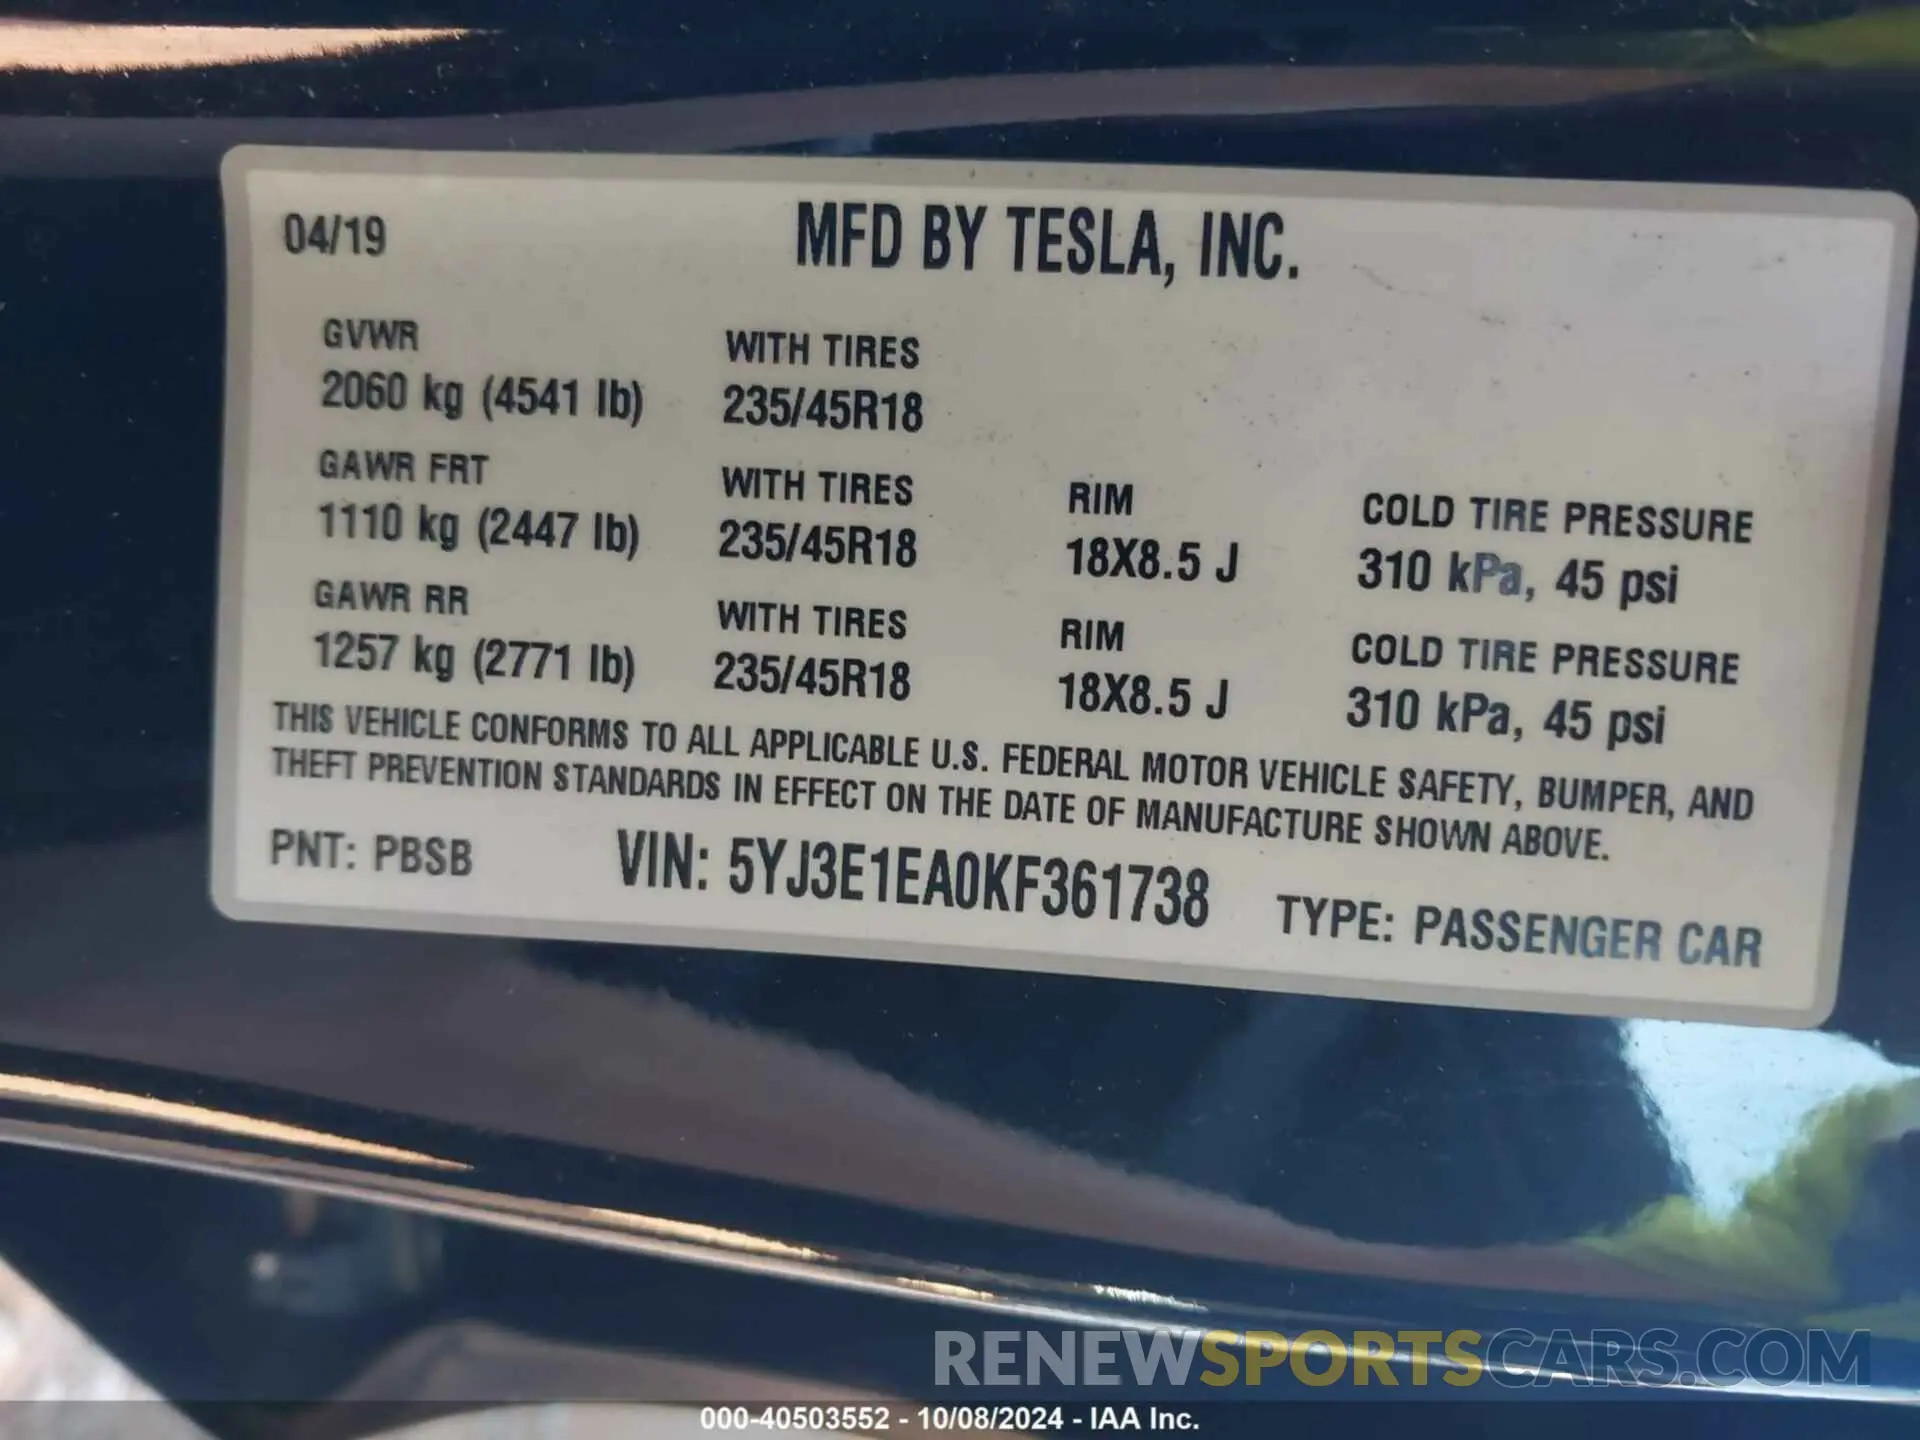 04/19 MFD BY TESLA, INC.
GVWR WITH TIRES
2060 kg (4541 lb) 235/45R18
GAWR FRT WITH TIRES RIM COLD TIRE PRESSURE
1110 kg (2447 lb) 235/45R18 18X8.5 J 310 kPa, 45 psi
GAWR RR WITH TIRES RIM COLD TIRE PRESSURE
1257 kg (2771 lb) 235/45R18 18X8.5 J 310 kPa, 45 psi
THIS VEHICLE CONFORMS TO ALL APPLICABLE U.S. FEDERAL MOTOR VEHICLE SAFETY, BUMPER, AND
THEFT PREVENTION STANDARDS IN EFFECT ON THE DATE OF MANUFACTURE SHOWN ABOVE.
PNT: PBSB VIN: 5YJ3E1EA0KF361738 TYPE: PASSENGER CAR
RENEWSPORTSCARS.COM
000-40503552 - 10/08/2024 - IAA Inc.